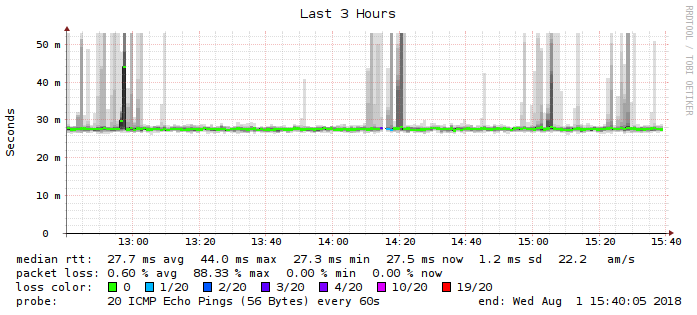 Last 3 Hours
RRDTOOL / TOBI OETIKER
Seconds
50 m
40 m
30 m
20 m
10 m
0
13:00 13:20 13:40 14:00 14:20 14:40 15:00 15:20 15:40
median rtt: 27.7 ms avg 44.0 ms max 27.3 ms min 27.5 ms now 1.2 ms sd 22.2 am/s
packet loss: 0.60 % avg 88.33 % max 0.00 % min 0.00 % now
loss color: 0 1/20 2/20 3/20 4/20 10/20 19/20
probe: 20 ICMP Echo Pings (56 Bytes) every 60s end: Wed Aug 1 15:40:05 2018